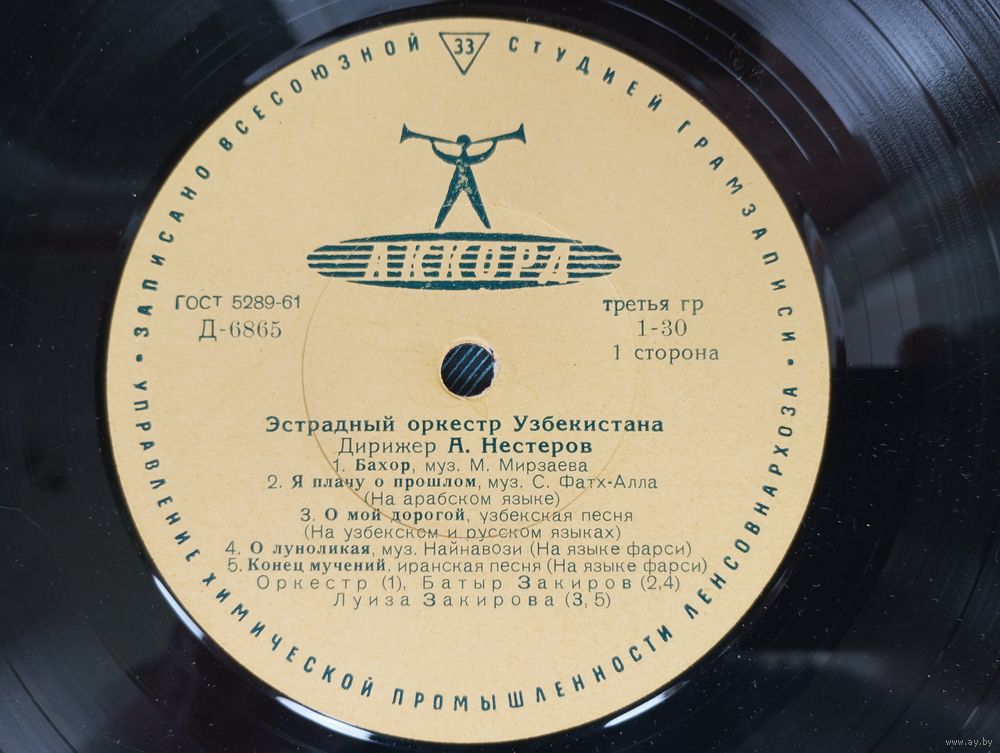 ЗАПИСАНО ВСЕСОЮЗНОЙ СТУДИЕЙ ГРАМЗАПИСИ
33
АККОРД
ГОСТ 5289-61
Д-6865
третья гр
1-30
1 сторона
Эстрадный оркестр Узбекистана
Дирижер А. Нестеров
1. Бахор, муз. М. Мирзаева
2. Я плачу о прошлом, муз. С. Фатх-Алла
(На арабском языке)
3. О мой дорогой, узбекская песня
(На узбекском и русском языках)
4. О луноликая, муз. Найнавози (На языке фарси)
5. Конец мучений, иранская песня (На языке фарси)
Оркестр (1), Батыр Закиров (2,4)
Луиза Закирова (3, 5)
УПРАВЛЕНИЕ ХИМИЧЕСКОЙ ПРОМЫШЛЕННОСТИ ЛЕНСОВНАРХОЗА
www.ay.by